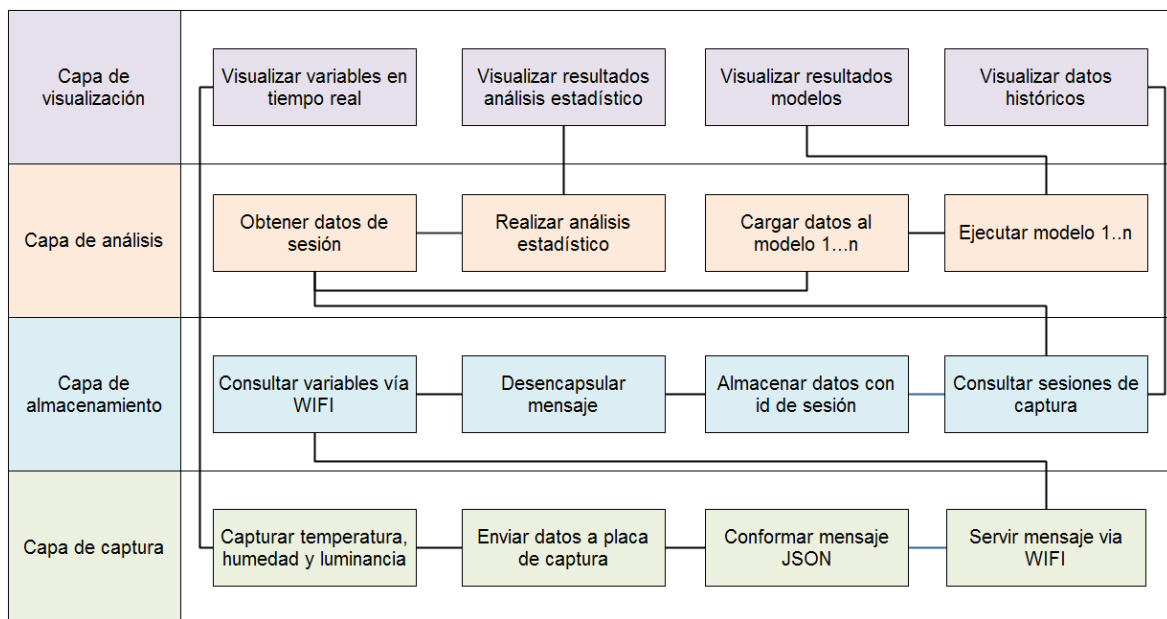 Capa de
visualización
Visualizar variables en
tiempo real
Visualizar resultados
análisis estadístico
Visualizar resultados
modelos
Visualizar datos
históricos
Capa de análisis
Obtener datos de
sesión
Realizar análisis
estadístico
Cargar datos al
modelo 1...n
Ejecutar modelo 1..n
Capa de
almacenamiento
Consultar variables vía
WIFI
Desencapsular
mensaje
Almacenar datos con
id de sesión
Consultar sesiones de
captura
Capa de captura
Capturar temperatura,
humedad y luminancia
Enviar datos a placa
de captura
Conformar mensaje
JSON
Servir mensaje via
WIFI